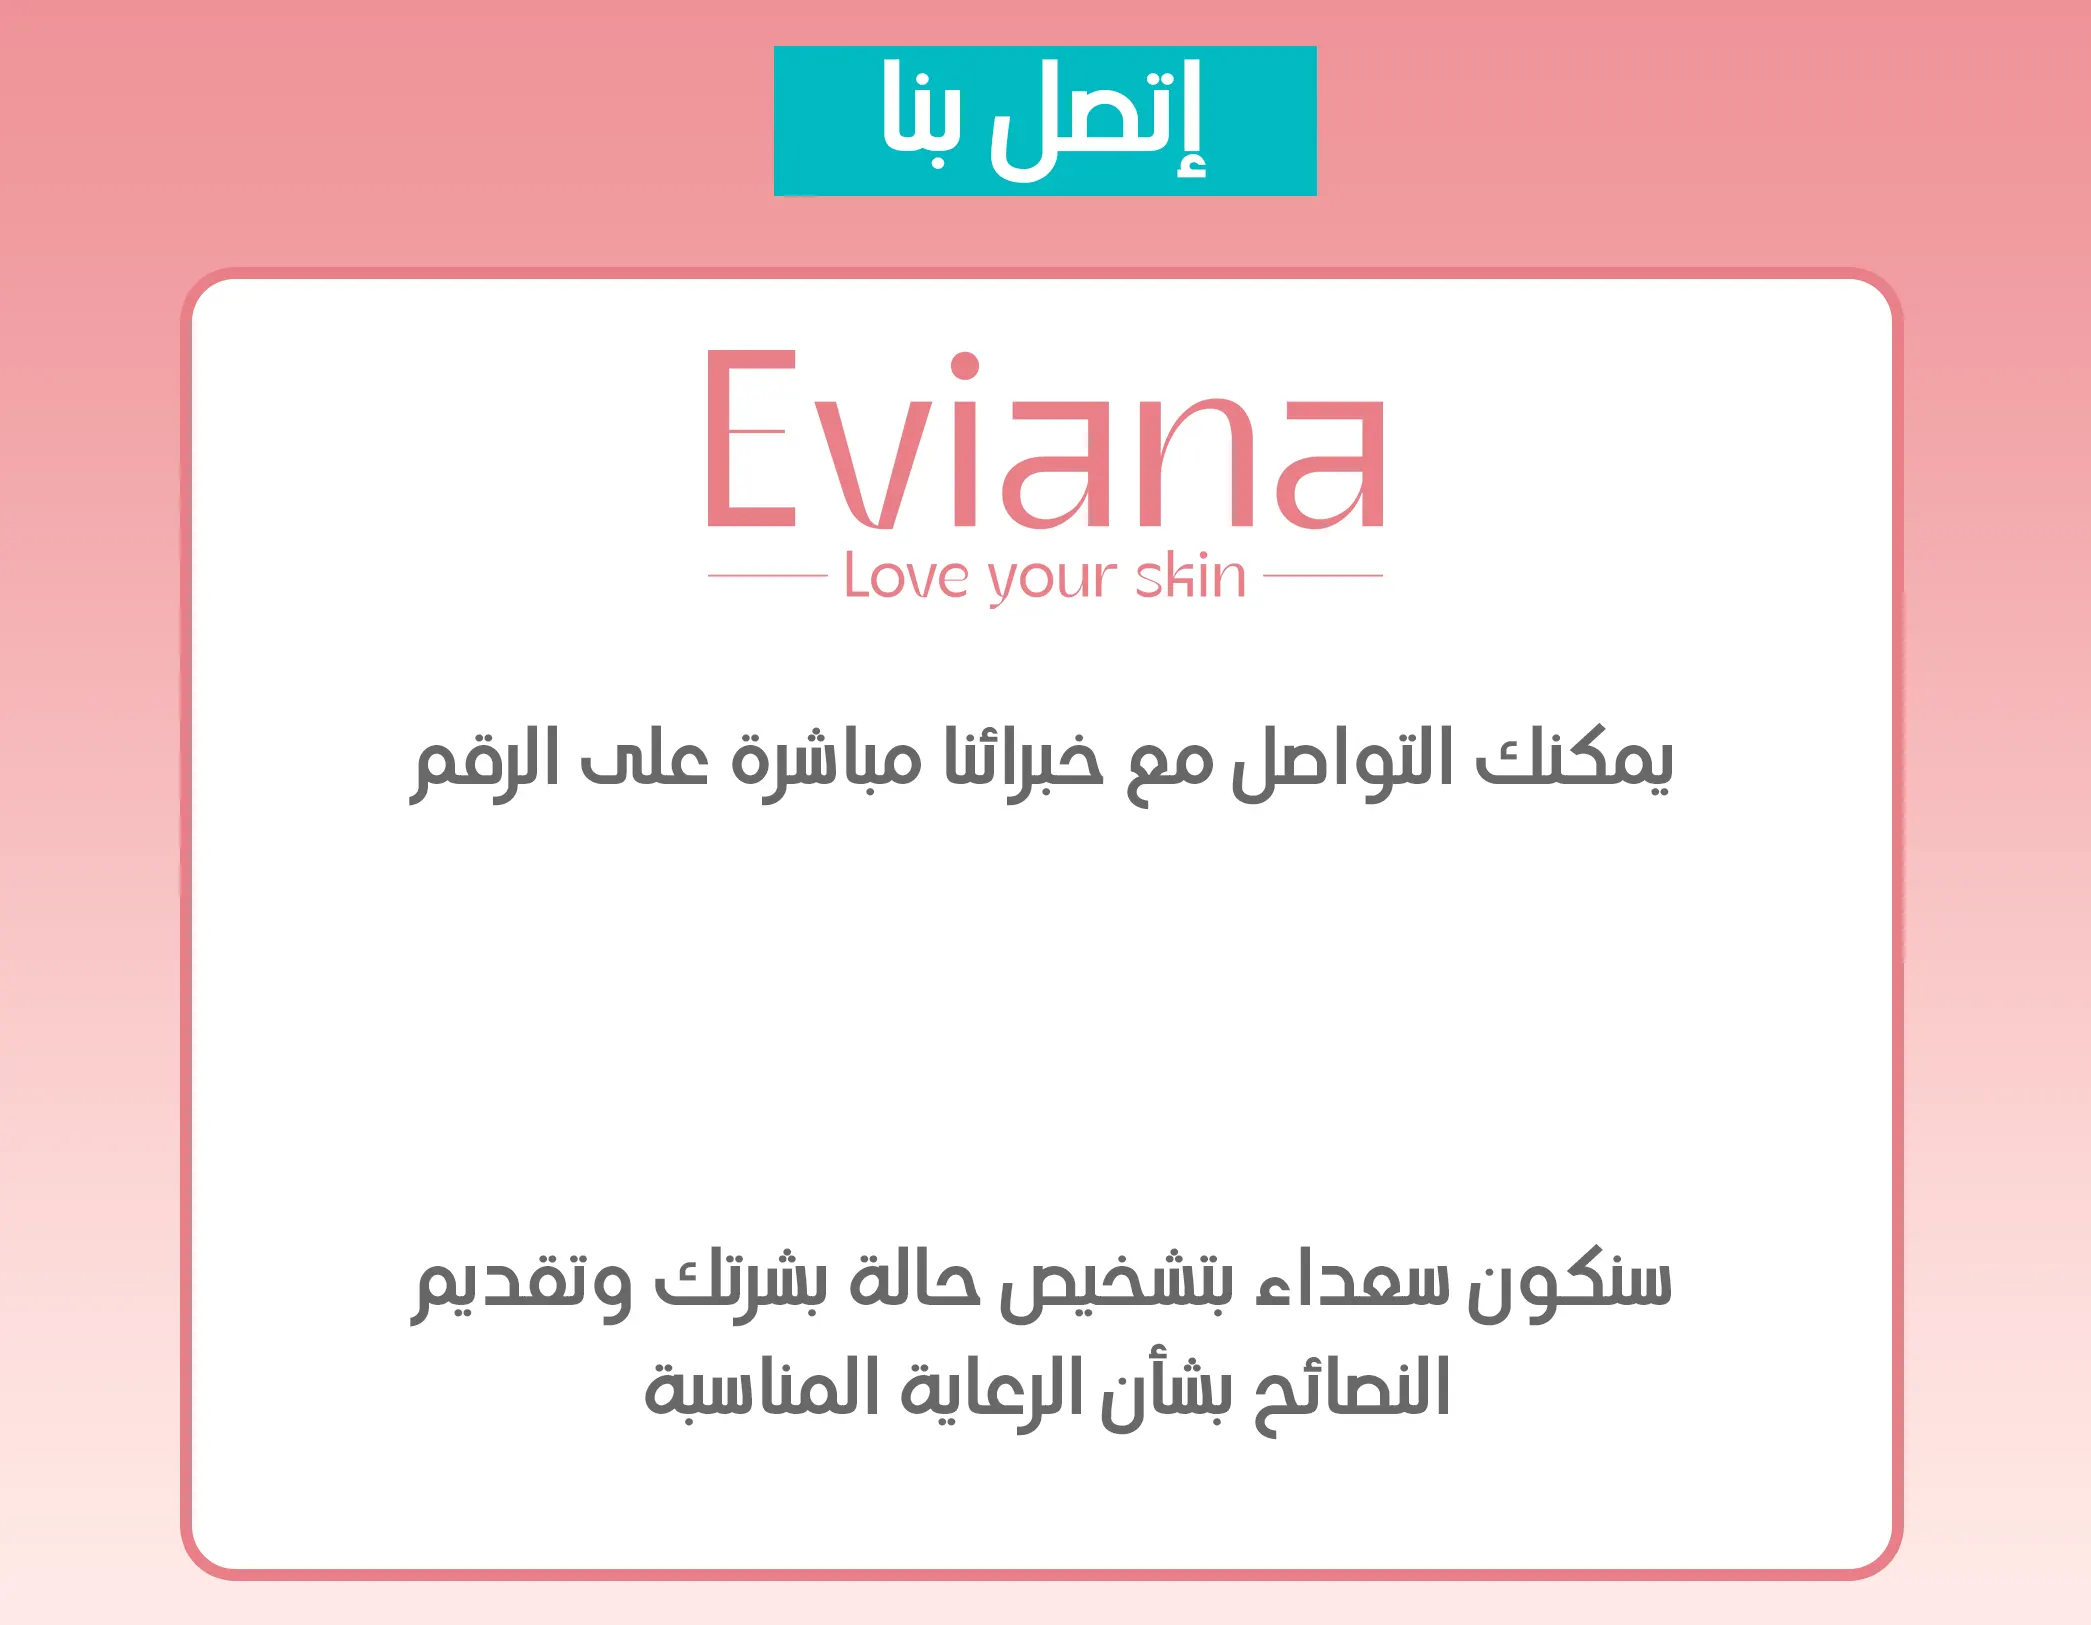 إتصل بنا
Eviana
Love your skin
يمكنك التواصل مع خبرائنا مباشرة على الرقم
سنكون سعداء بتشخيص حالة بشرتك وتقديم
النصائح بشأن الرعاية المناسبة